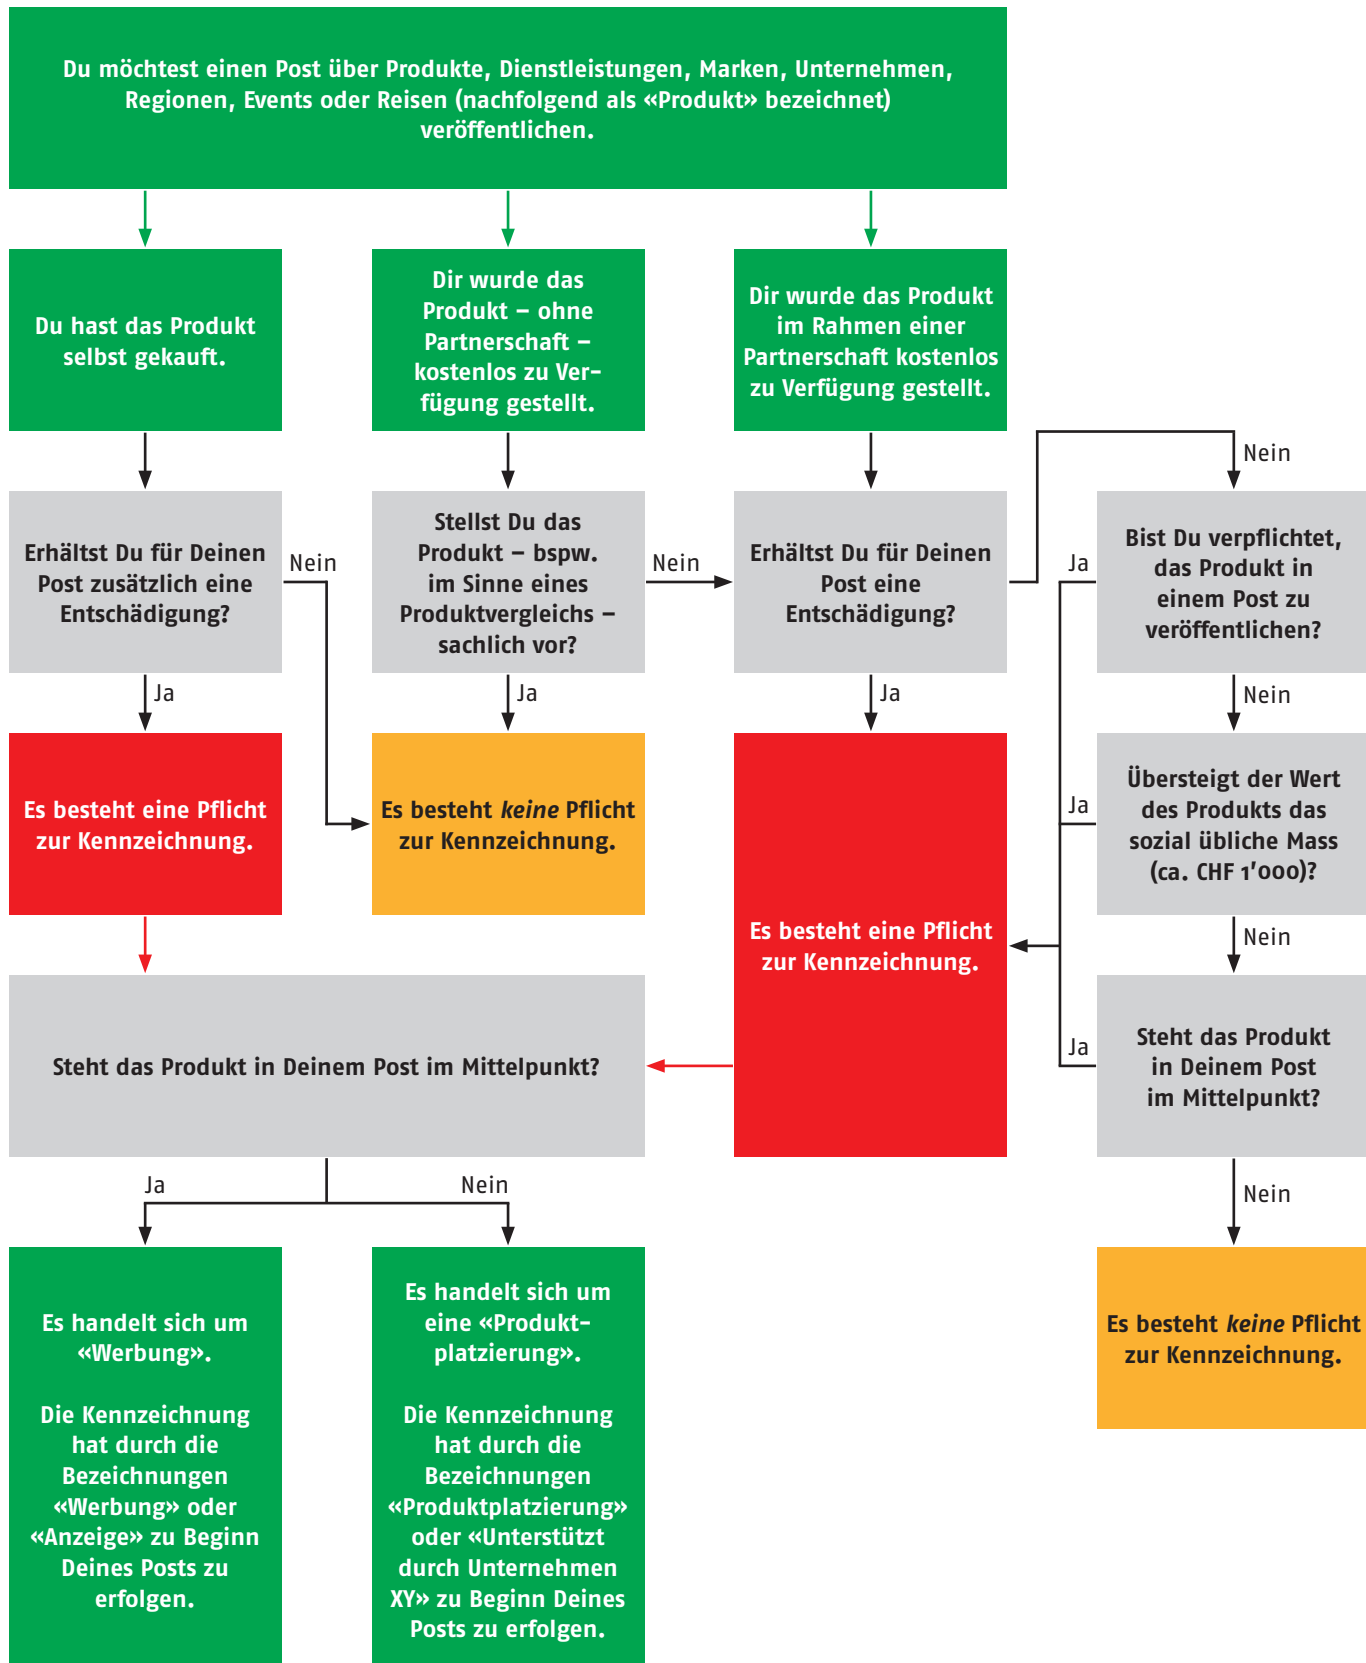 Du möchtest einen Post über Produkte, Dienstleistungen, Marken, Unternehmen,
Regionen, Events oder Reisen (nachfolgend als «Produkt» bezeichnet)
veröffentlichen.
Du hast das Produkt
selbst gekauft.
Dir wurde das
Produkt – ohne
Partnerschaft –
kostenlos zu Ver-
fügung gestellt.
Dir wurde das Produkt
im Rahmen einer
Partnerschaft kostenlos
zu Verfügung gestellt.
Nein
Erhältst Du für Deinen
Post zusätzlich eine
Entschädigung?
Nein
Stellst Du das
Produkt – bspw.
im Sinne eines
Produktvergleichs –
sachlich vor?
Nein
Erhältst Du für Deinen
Post eine
Entschädigung?
Ja
Bist Du verpflichtet,
das Produkt in
einem Post zu
veröffentlichen?
Ja
Ja
Ja
Nein
Es besteht eine Pflicht
zur Kennzeichnung.
Es besteht keine Pflicht
zur Kennzeichnung.
Es besteht eine Pflicht
zur Kennzeichnung.
Ja
Übersteigt der Wert
des Produkts das
sozial übliche Mass
(ca. CHF 1’000)?
Nein
Steht das Produkt in Deinem Post im Mittelpunkt?
Ja
Steht das Produkt
in Deinem Post
im Mittelpunkt?
Ja
Nein
Nein
Es handelt sich um
«Werbung».
Die Kennzeichnung
hat durch die
Bezeichnungen
«Werbung» oder
«Anzeige» zu Beginn
Deines Posts zu
erfolgen.
Es handelt sich um
eine «Produkt-
platzierung».
Die Kennzeichnung
hat durch die
Bezeichnungen
«Produktplatzierung»
oder «Unterstützt
durch Unternehmen
XY» zu Beginn Deines
Posts zu erfolgen.
Es besteht keine Pflicht
zur Kennzeichnung.